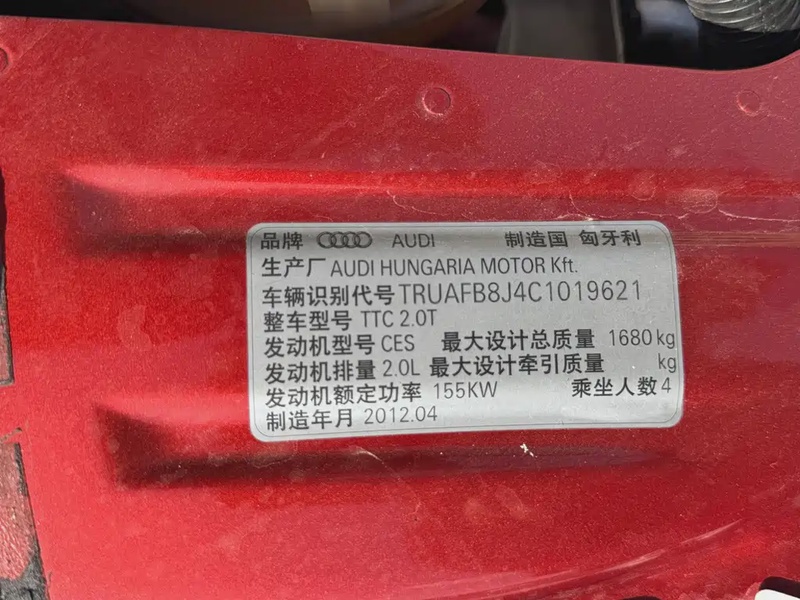 品牌 AUDI 制造国 匈牙利
生产厂 AUDI HUNGARIA MOTOR Kft.
车辆识别代号 TRUAFB8J4C1019621
整车型号 TTC 2.0T
发动机型号 CES 最大设计总质量 1680 kg
发动机排量 2.0L 最大设计牵引质量 kg
发动机额定功率 155KW 乘坐人数 4
制造年月 2012.04